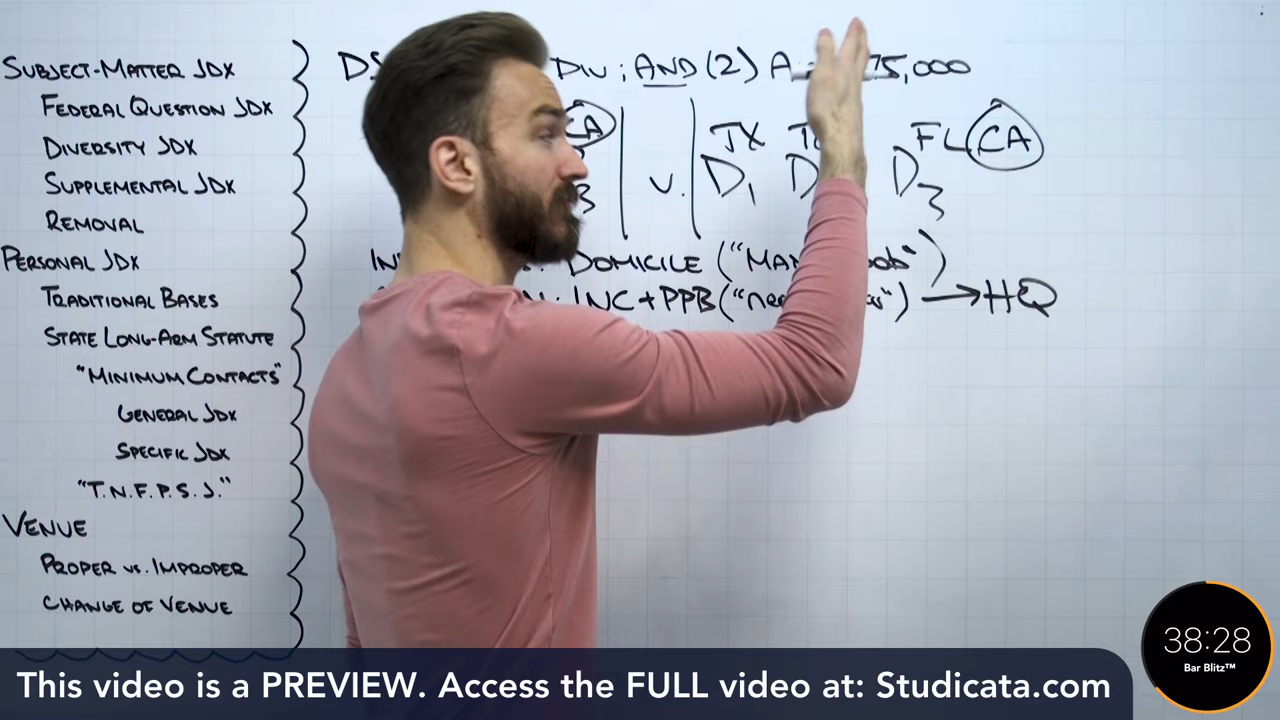 SUBJECT-MATTER JDX
FEDERAL QUESTION JDX
DIVERSITY JDX
SUPPLEMENTAL JDX
REMOVAL
PERSONAL JDX
TRADITIONAL BASES
STATE LONG-ARM STATUTE
"MINIMUM CONTACTS"
GENERAL JDX
SPECIFIC JDX
"T.N.F.P.S.J."
VENUE
PROPER vs. IMPROPER
CHANGE OF VENUE
DIV; AND (2) A 75,000
CA TX FL CA
3 v. D1 D D3
DOMICILE ("MAN
INC + PPB ("ner → HQ
38:28
Bar Blitz™
This video is a PREVIEW. Access the FULL video at: Studicata.com